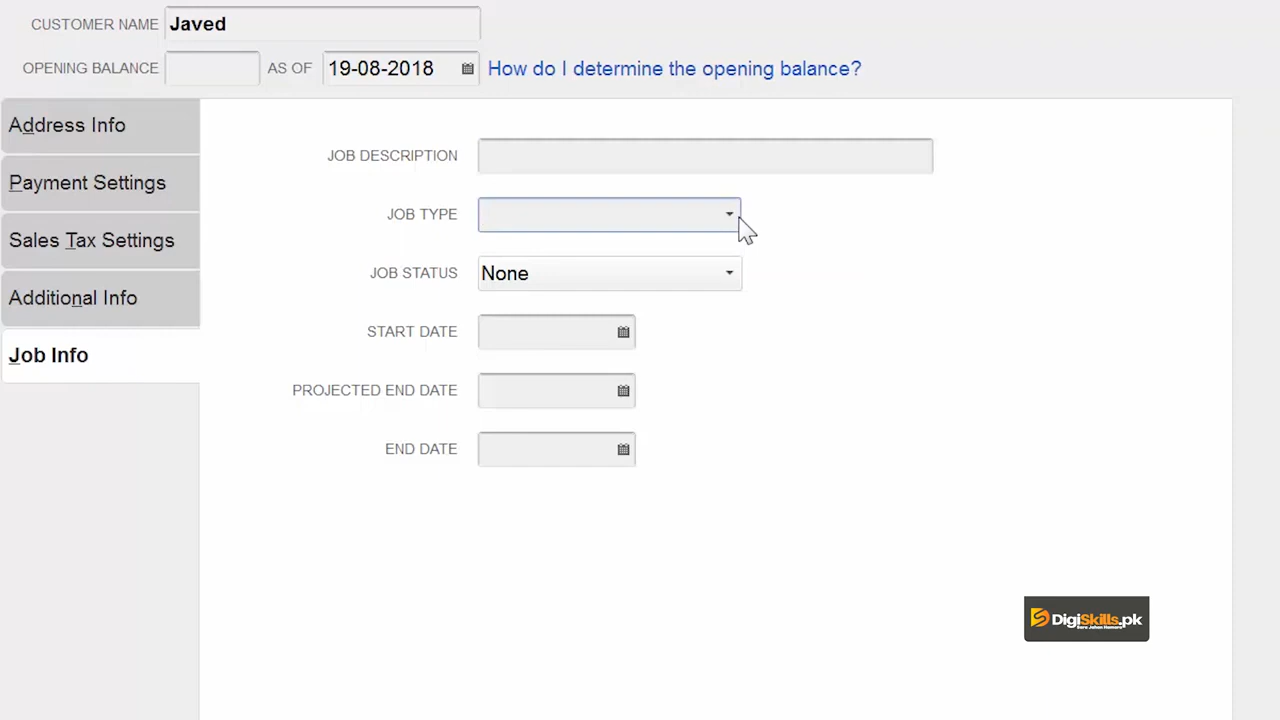 CUSTOMER NAME Javed
OPENING BALANCE AS OF 19-08-2018 How do I determine the opening balance?
Address Info
Payment Settings
Sales Tax Settings
Additional Info
Job Info
JOB DESCRIPTION
JOB TYPE
JOB STATUS None
START DATE
PROJECTED END DATE
END DATE
DigiSkills.pk